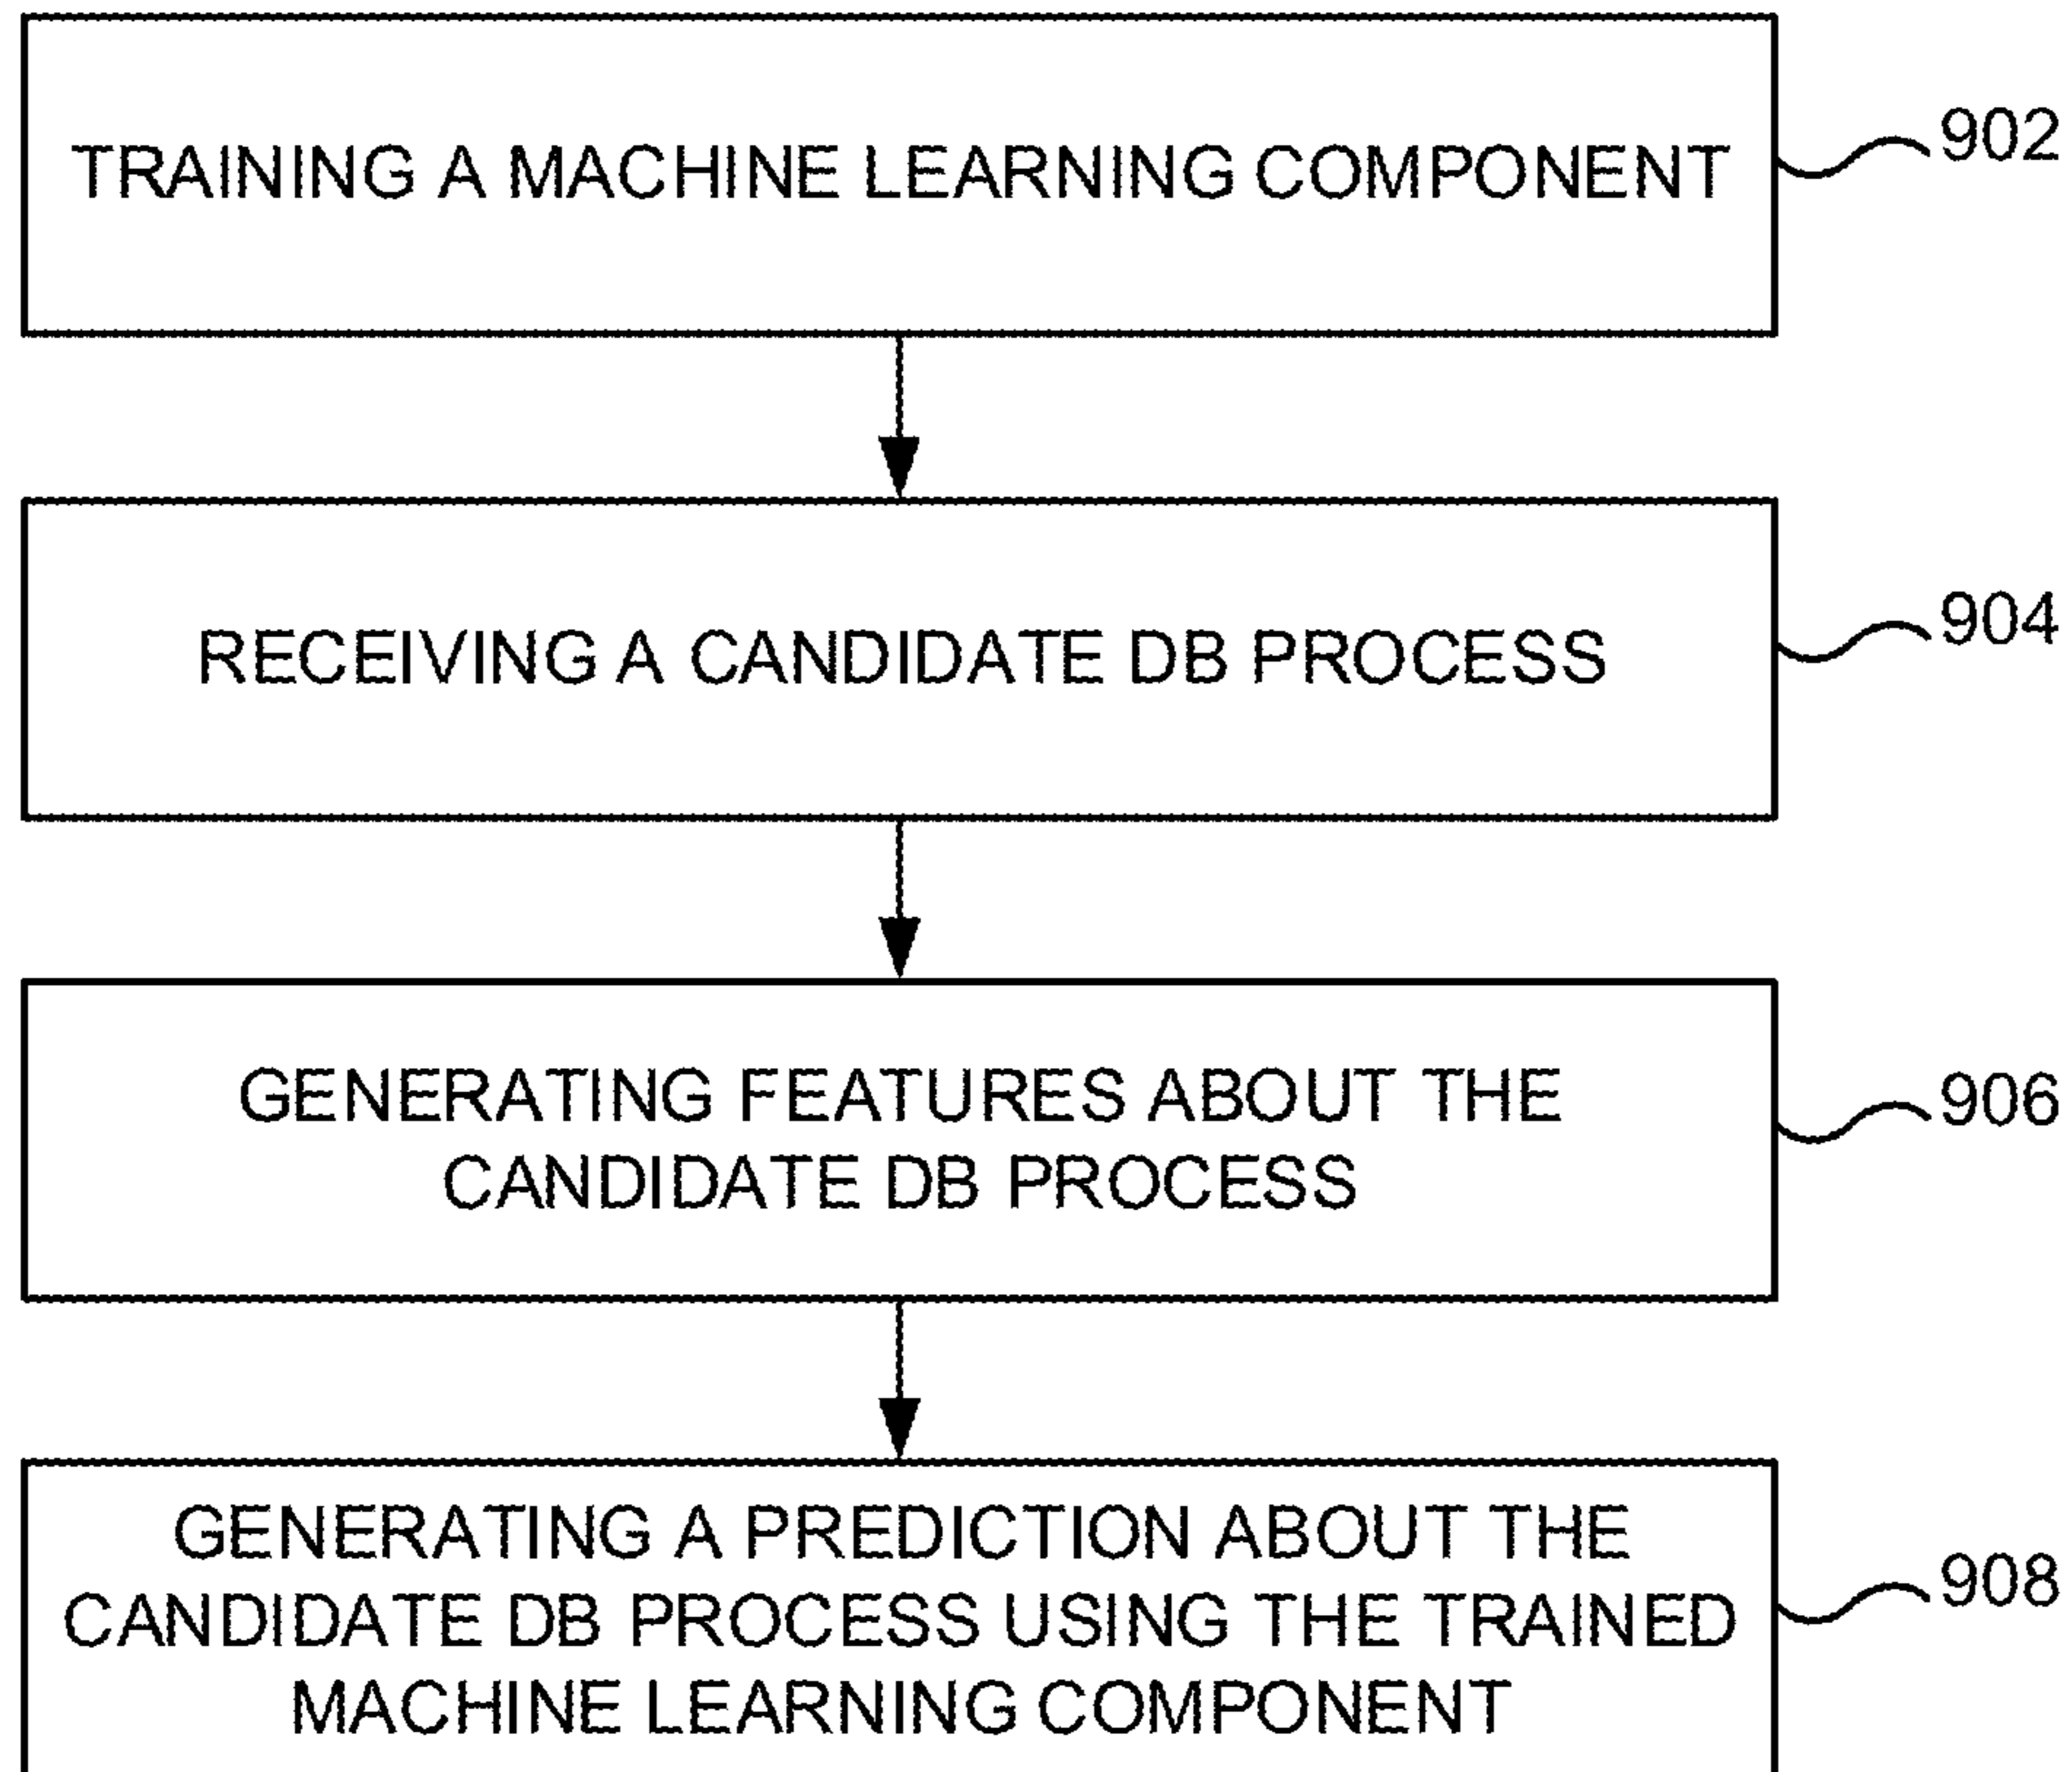 TRAINING A MACHINE LEARNING COMPONENT
902
RECEIVING A CANDIDATE DB PROCESS
904
GENERATING FEATURES ABOUT THE
CANDIDATE DB PROCESS
906
GENERATING A PREDICTION ABOUT THE
CANDIDATE DB PROCESS USING THE TRAINED
MACHINE LEARNING COMPONENT
908